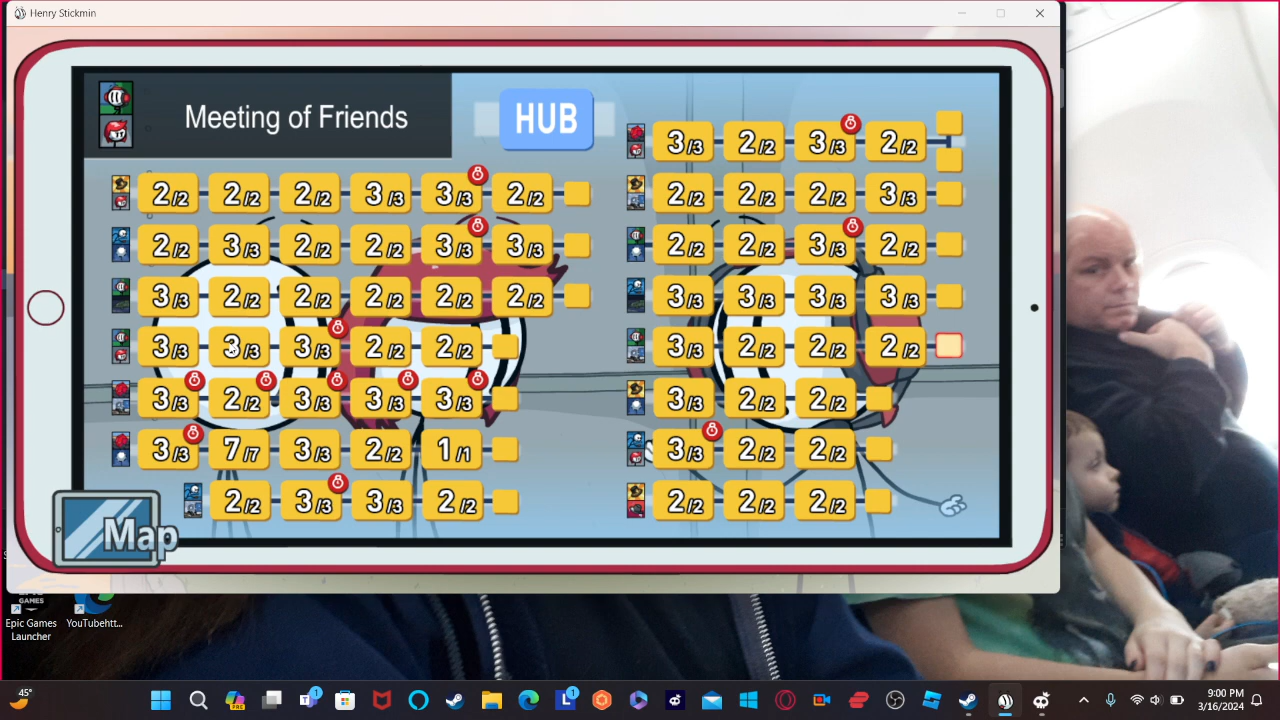 Henry Stickmin
Meeting of Friends
HUB
3/3 2/2 3/3 2/2
2/2 2/2 2/2 3/3 3/3 2/2
2/2 2/2 2/2 3/3
2/2 3/3 2/2 2/2 3/3 3/3
2/2 2/2 3/3 2/2
3/3 2/2 2/2 2/2 2/2 2/2
3/3 3/3 3/3 3/3
3/3 3/3 3/3 2/2 2/2
3/3 2/2 2/2 2/2
3/3 2/2 3/3 3/3 3/3
3/3 2/2 2/2
3/3 7/7 3/3 2/2 1/1
3/3 2/2 2/2
2/2 3/3 3/3 2/2
2/2 2/2 2/2
Map
Epic Games
Launcher
YouTubehtt...
45°
9:00 PM
3/16/2024